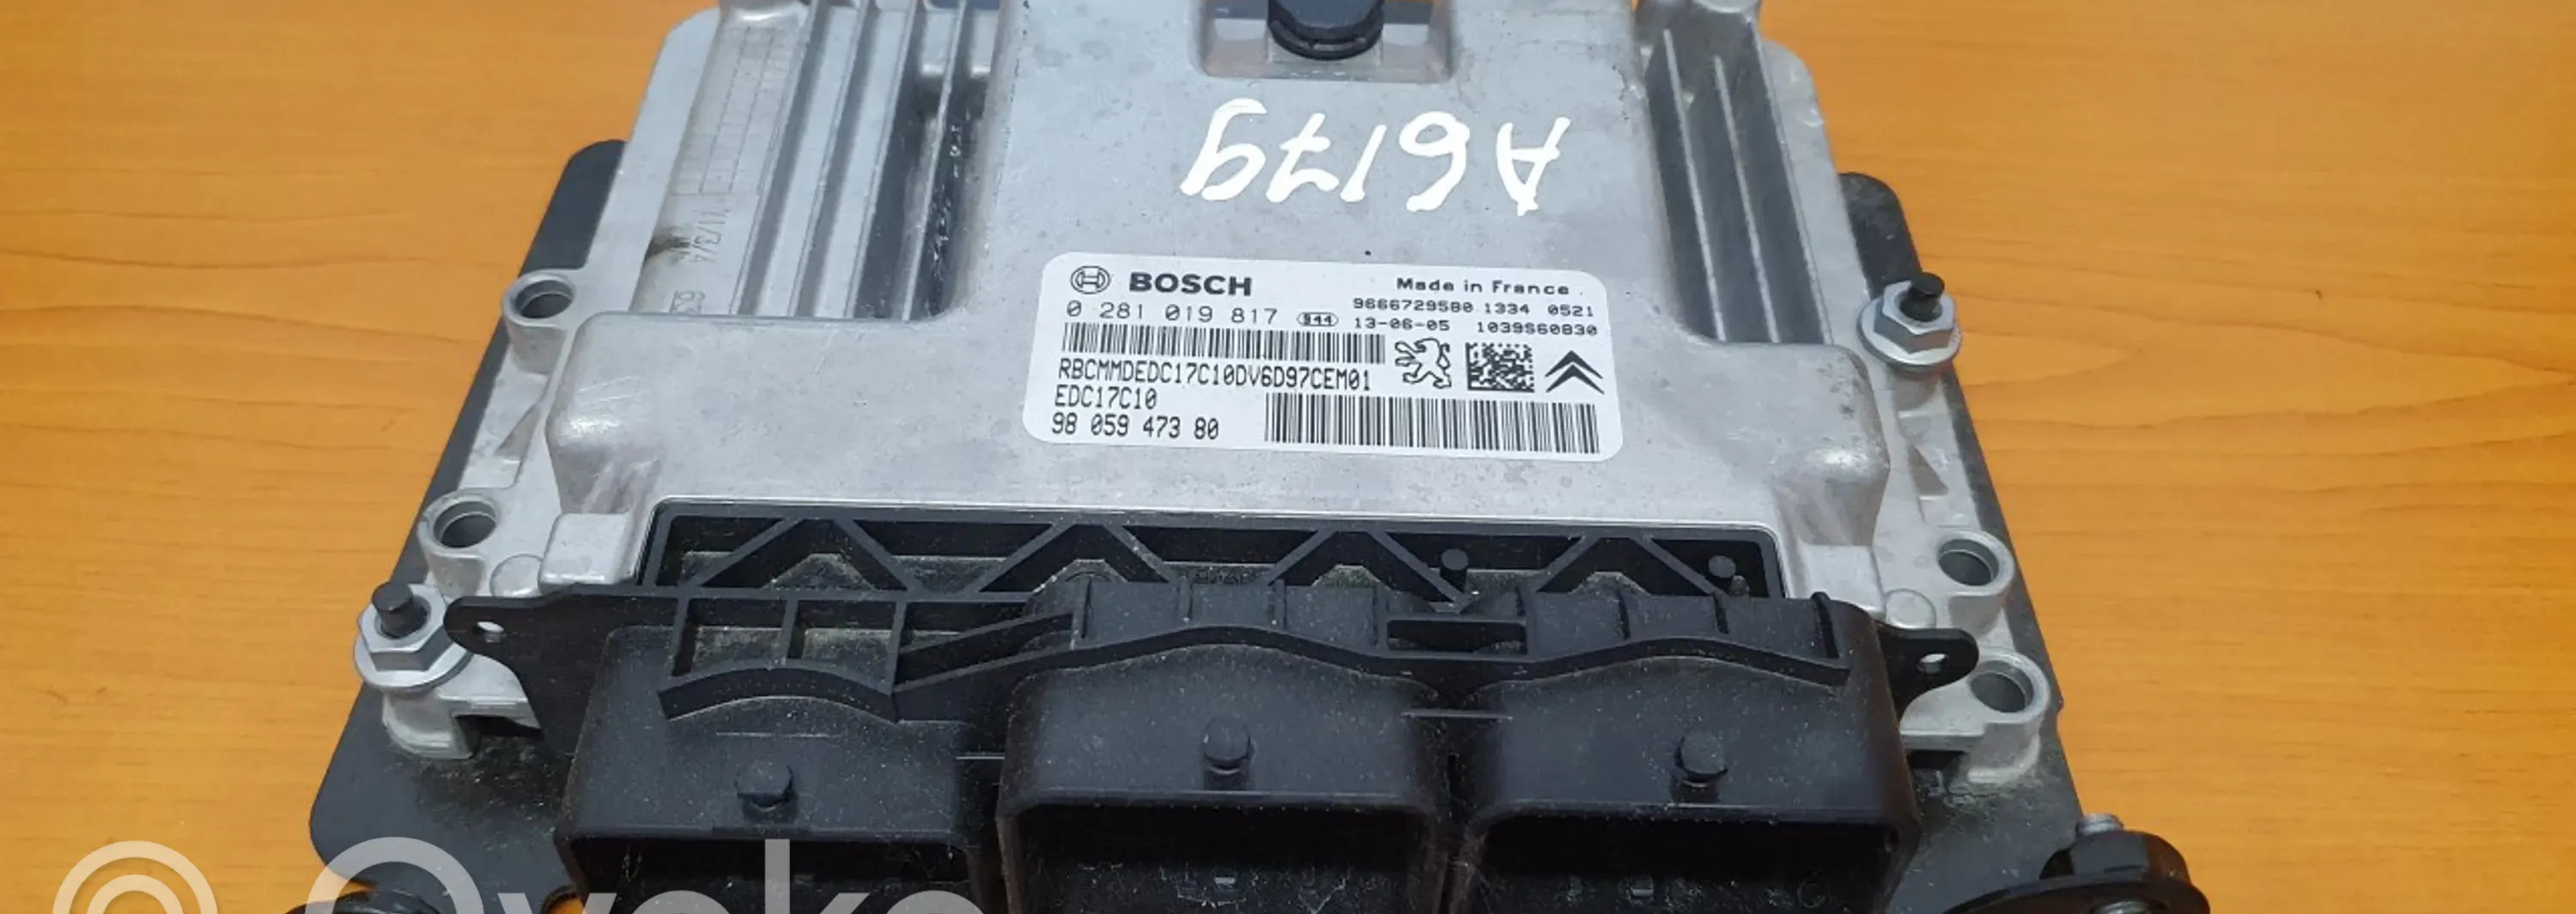 A6179
BOSCH
Made in France
0 281 019 817
9666729580 1334 0521
944 13-06-05 1039S60830
RBCMMDEDC17C10DV6D97CEM01
EDC17C10
98 059 473 80